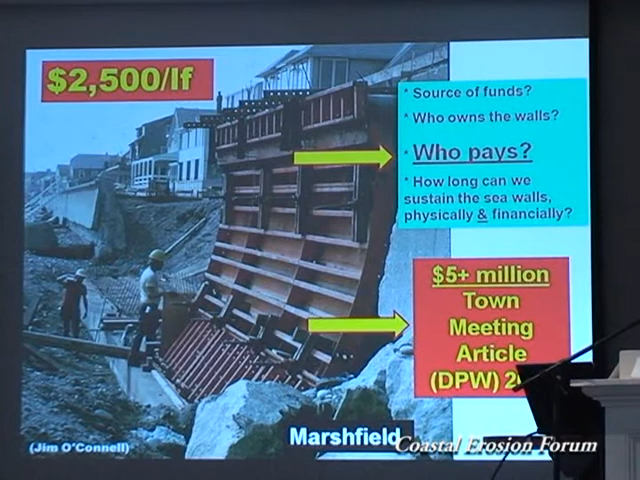 $2,500/lf
* Source of funds?
* Who owns the walls?
* Who pays?
* How long can we
sustain the sea walls,
physically & financially?
$5+ million
Town
Meeting
Article
(DPW)
Marshfield
(Jim O'Connell)
Coastal Erosion Forum